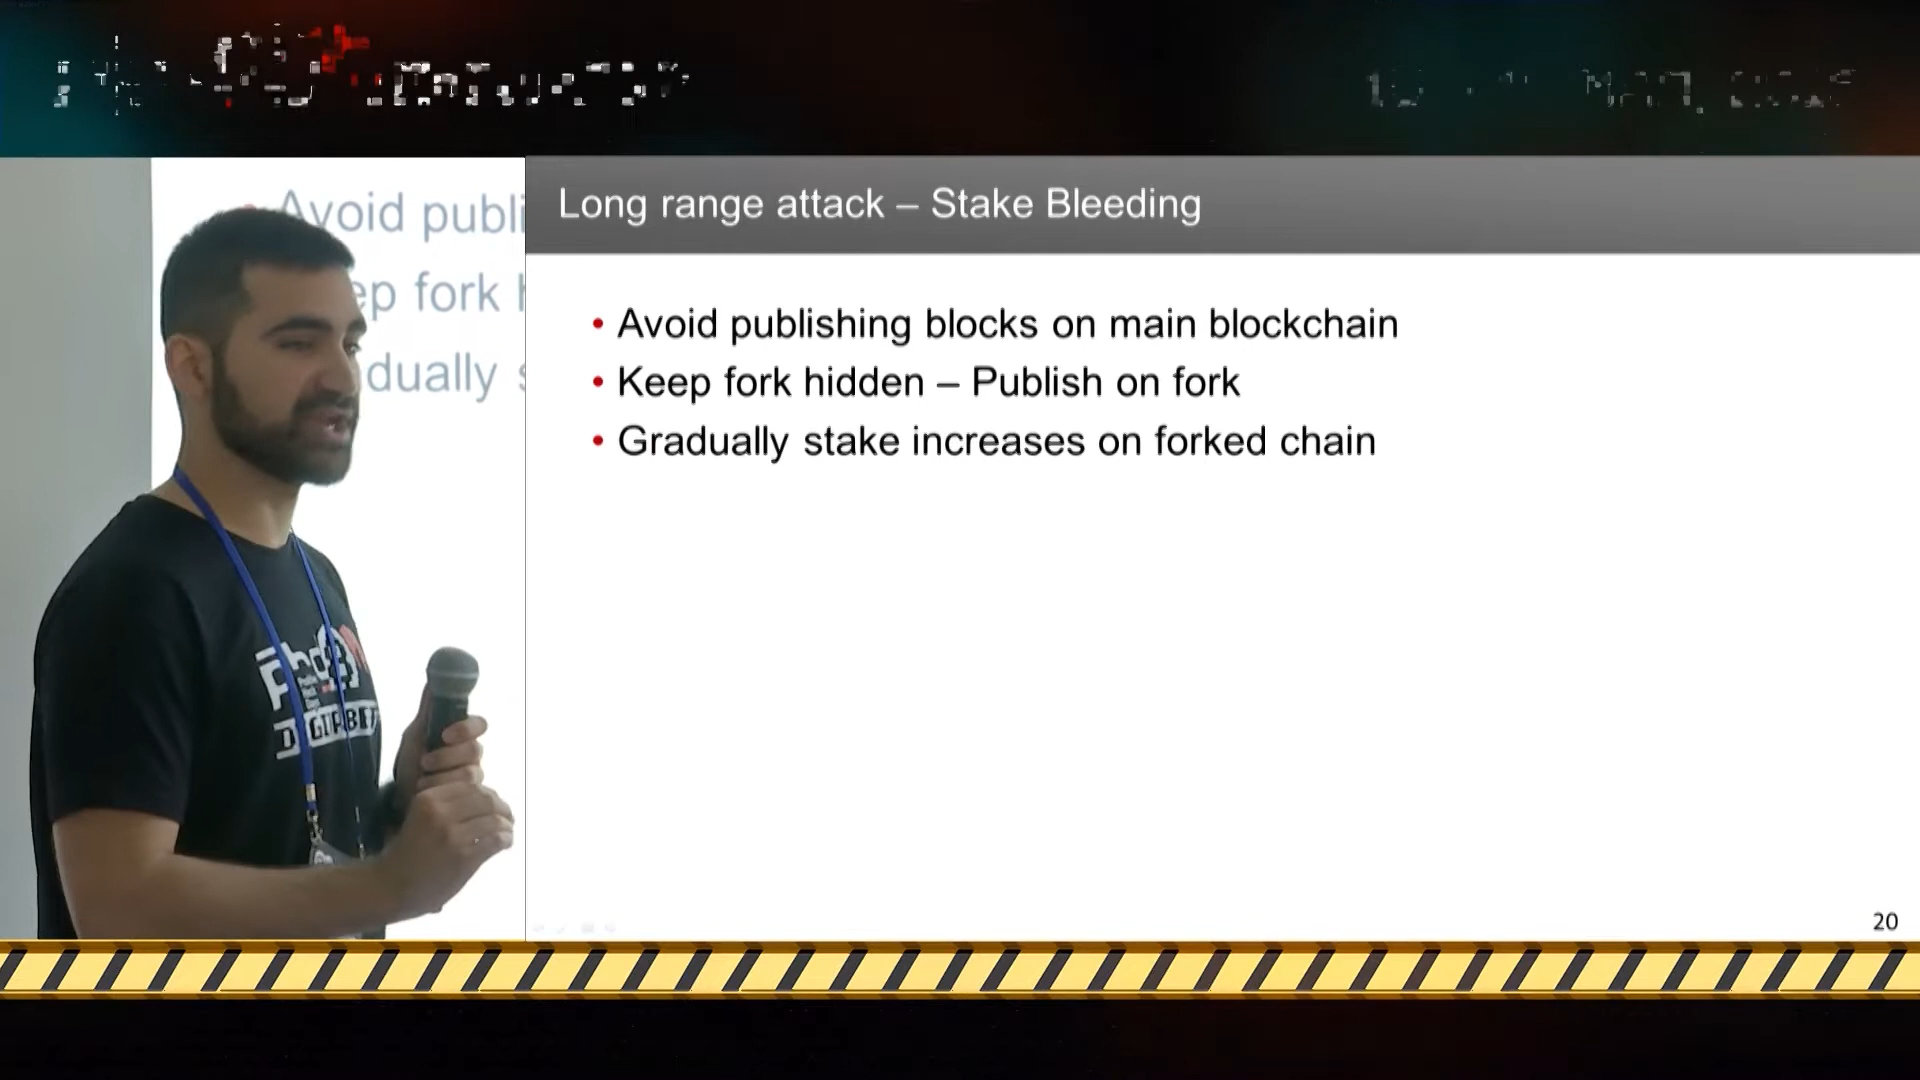 Long range attack – Stake Bleeding
Avoid publi
ep fork h
dually s
• Avoid publishing blocks on main blockchain
• Keep fork hidden – Publish on fork
• Gradually stake increases on forked chain
20